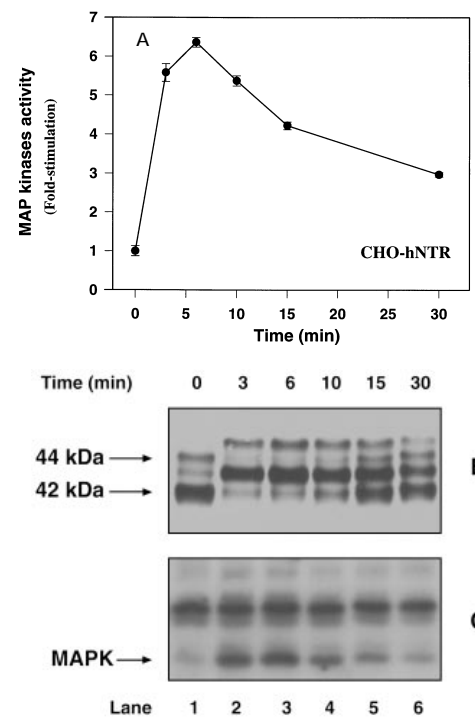 A
7
6
5
4
3
2
1
0
MAP kinases activity
(Fold-stimulation)
CHO-hNTR
0 5 10 15 20 25 30
Time (min)
Time (min) 0 3 6 10 15 30
44 kDa
42 kDa
MAPK
Lane 1 2 3 4 5 6